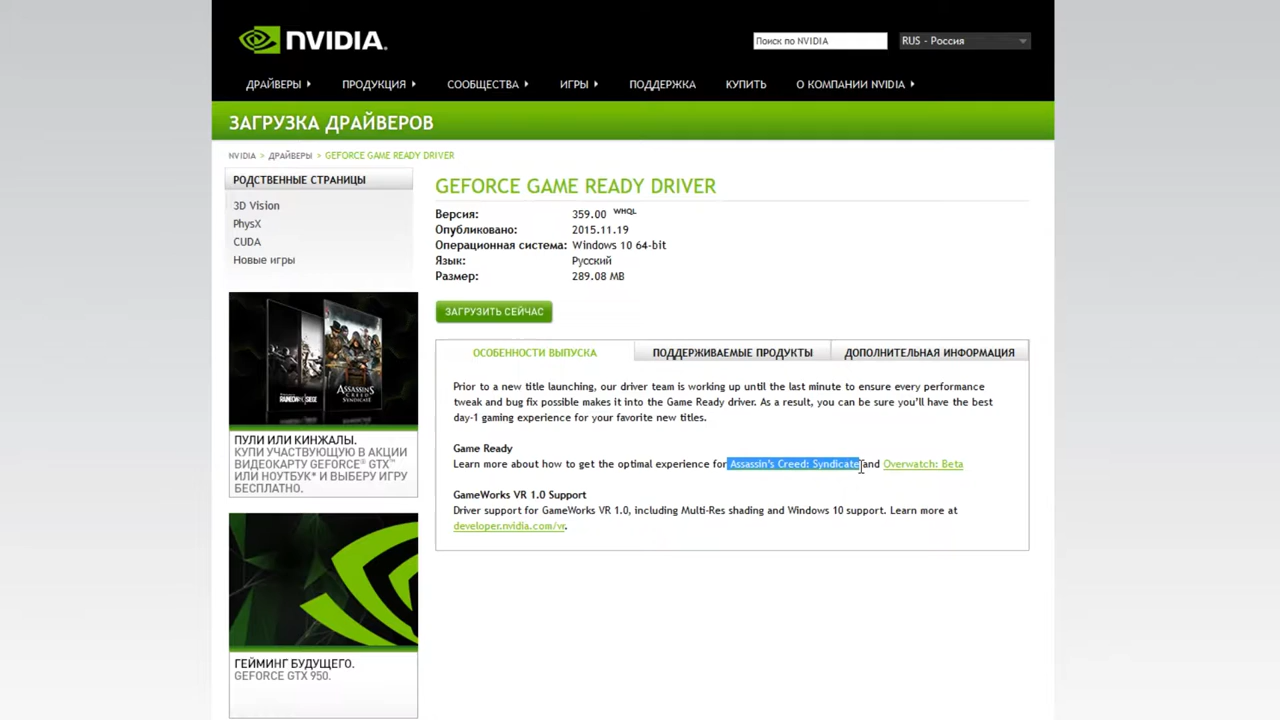 NVIDIA.
Поиск по NVIDIA
RUS - Россия
ДРАЙВЕРЫ
ПРОДУКЦИЯ
СООБЩЕСТВА
ИГРЫ
ПОДДЕРЖКА
КУПИТЬ
О КОМПАНИИ NVIDIA
ЗАГРУЗКА ДРАЙВЕРОВ
NVIDIA > ДРАЙВЕРЫ > GEFORCE GAME READY DRIVER
РОДСТВЕННЫЕ СТРАНИЦЫ
3D Vision
PhysX
CUDA
Новые игры
ASSASSIN'S CREED
SYNDICATE
ПУЛИ ИЛИ КИНЖАЛЫ.
КУПИ УЧАСТВУЮЩУЮ В АКЦИИ
ВИДЕОКАРТУ GEFORCE® GTX™
ИЛИ НОУТБУК* И ВЫБЕРУ ИГРУ
БЕСПЛАТНО.
ГЕЙМИНГ БУДУЩЕГО.
GEFORCE GTX 950.
GEFORCE GAME READY DRIVER
Версия: 359.00 WHQL
Опубликовано: 2015.11.19
Операционная система: Windows 10 64-bit
Язык: Русский
Размер: 289.08 MB
ЗАГРУЗИТЬ СЕЙЧАС
ОСОБЕННОСТИ ВЫПУСКА
ПОДДЕРЖИВАЕМЫЕ ПРОДУКТЫ
ДОПОЛНИТЕЛЬНАЯ ИНФОРМАЦИЯ
Prior to a new title launching, our driver team is working up until the last minute to ensure every performance
tweak and bug fix possible makes it into the Game Ready driver. As a result, you can be sure you'll have the best
day-1 gaming experience for your favorite new titles.
Game Ready
Learn more about how to get the optimal experience for Assassin's Creed: Syndicate and Overwatch: Beta
GameWorks VR 1.0 Support
Driver support for GameWorks VR 1.0, including Multi-Res shading and Windows 10 support. Learn more at
developer.nvidia.com/vr.